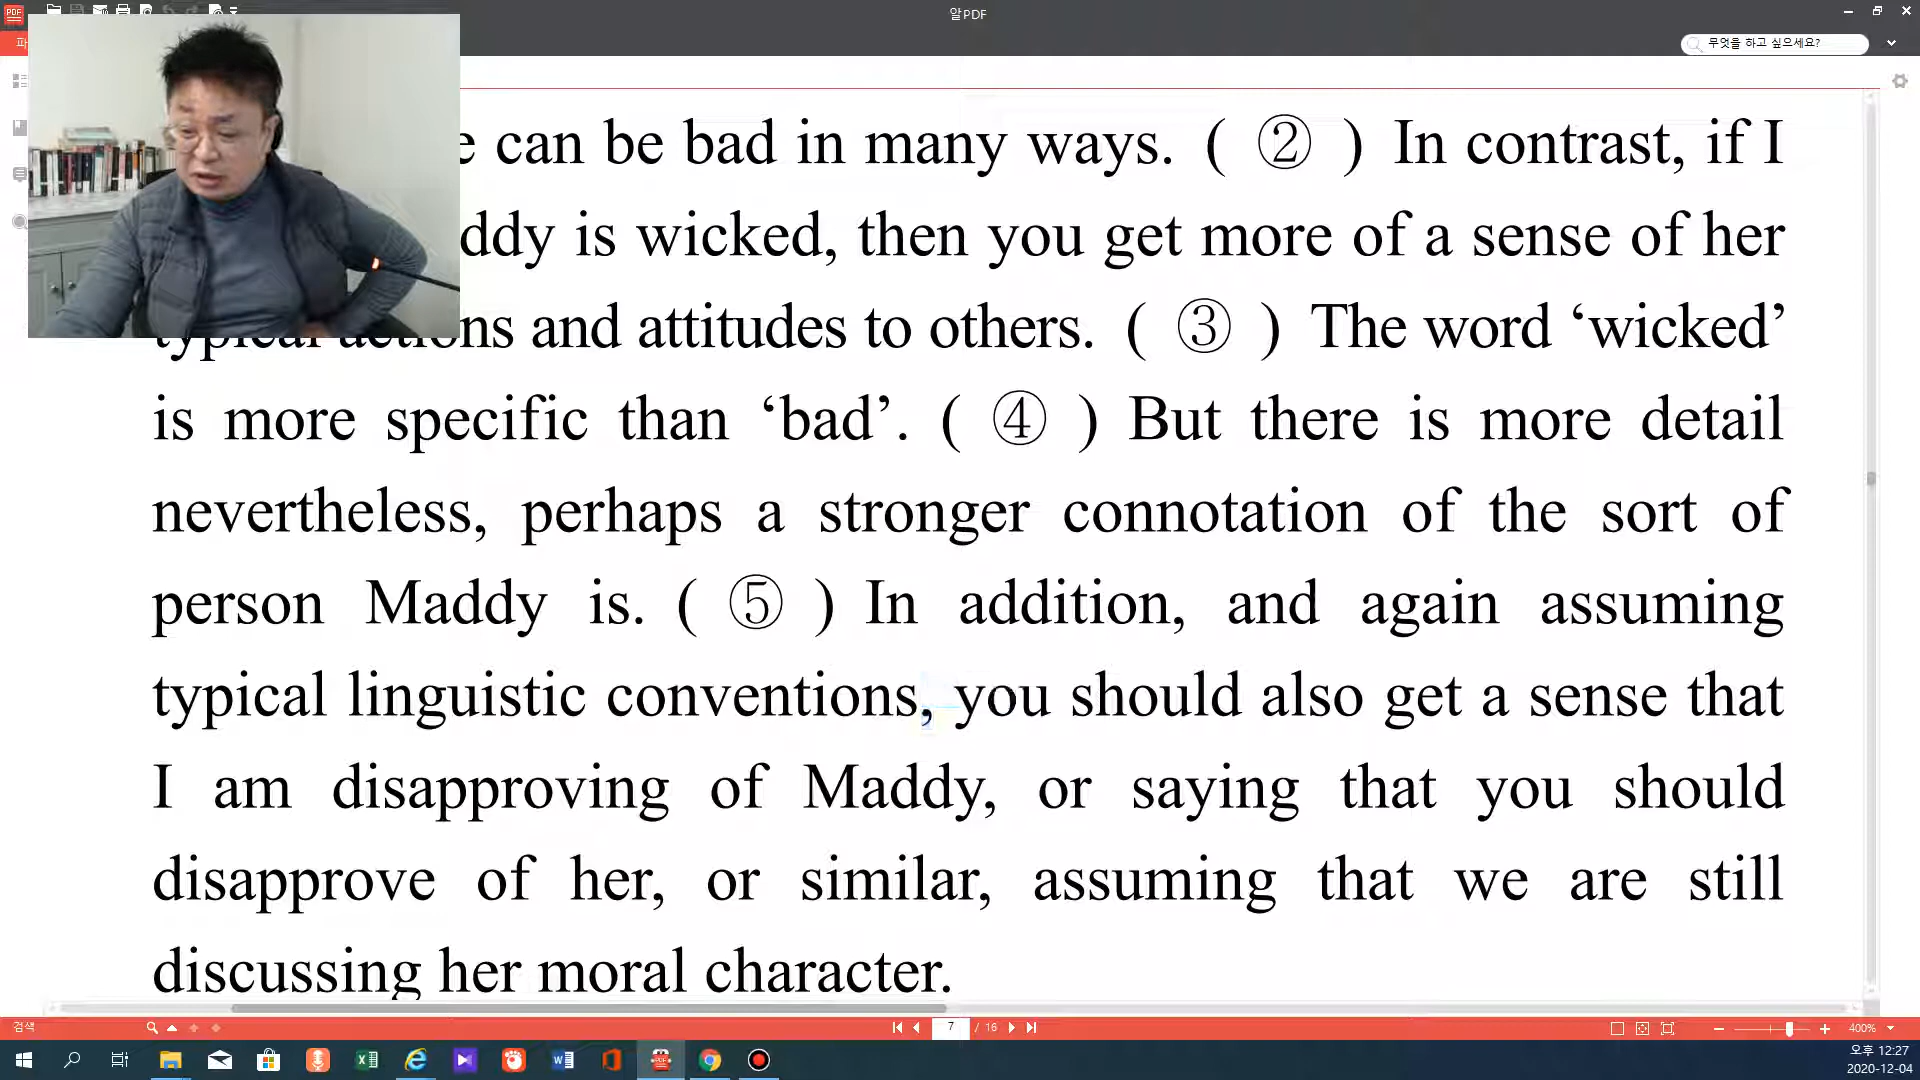 알PDF
무엇을 하고 싶으세요?
can be bad in many ways. ( ② ) In contrast, if I
is wicked, then you get more of a sense of her
and attitudes to others. ( ③ ) The word ‘wicked’
is more specific than ‘bad’. ( ④ ) But there is more detail
nevertheless, perhaps a stronger connotation of the sort of
person Maddy is. ( ⑤ ) In addition, and again assuming
typical linguistic conventions, you should also get a sense that
I am disapproving of Maddy, or saying that you should
disapprove of her, or similar, assuming that we are still
discussing her moral character.
검색
7 / 16
400%
오후 12:27
2020-12-04